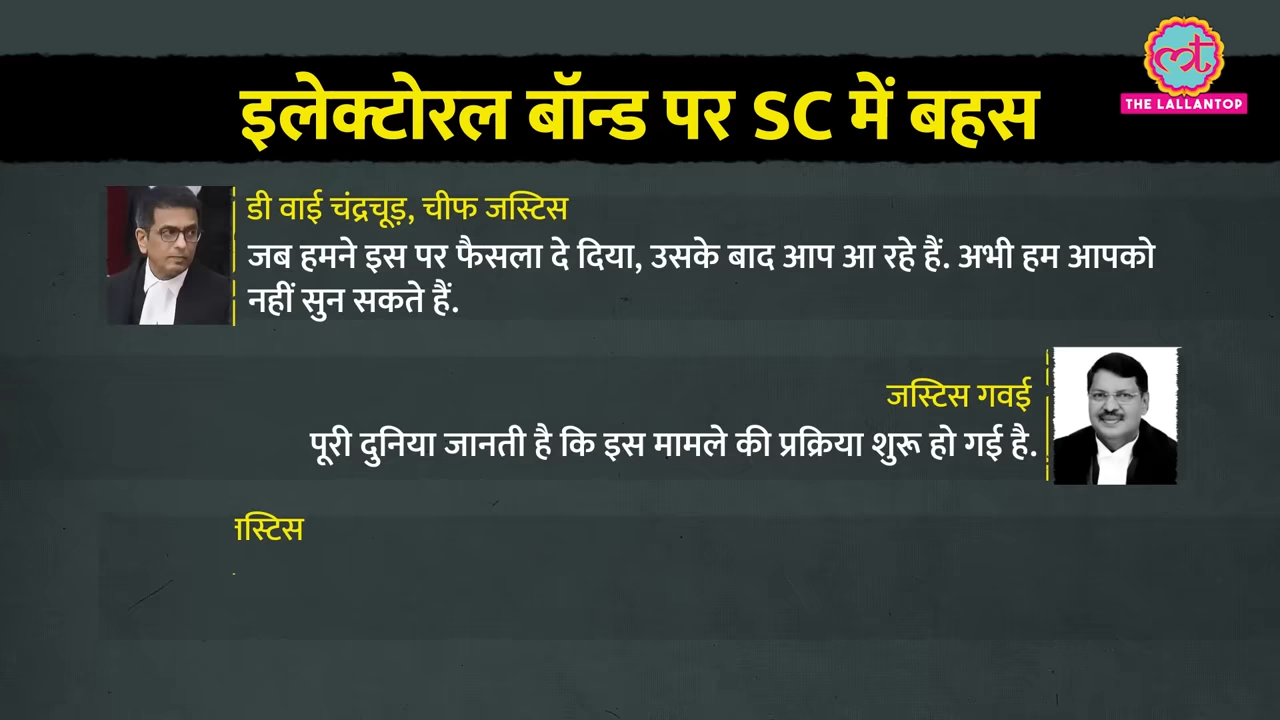 इलेक्टोरल बॉन्ड पर SC में बहस
THE LALLANTOP
डी वाई चंद्रचूड़, चीफ जस्टिस
जब हमने इस पर फैसला दे दिया, उसके बाद आप आ रहे हैं. अभी हम आपको
नहीं सुन सकते हैं.
जस्टिस गवई
पूरी दुनिया जानती है कि इस मामले की प्रक्रिया शुरू हो गई है.